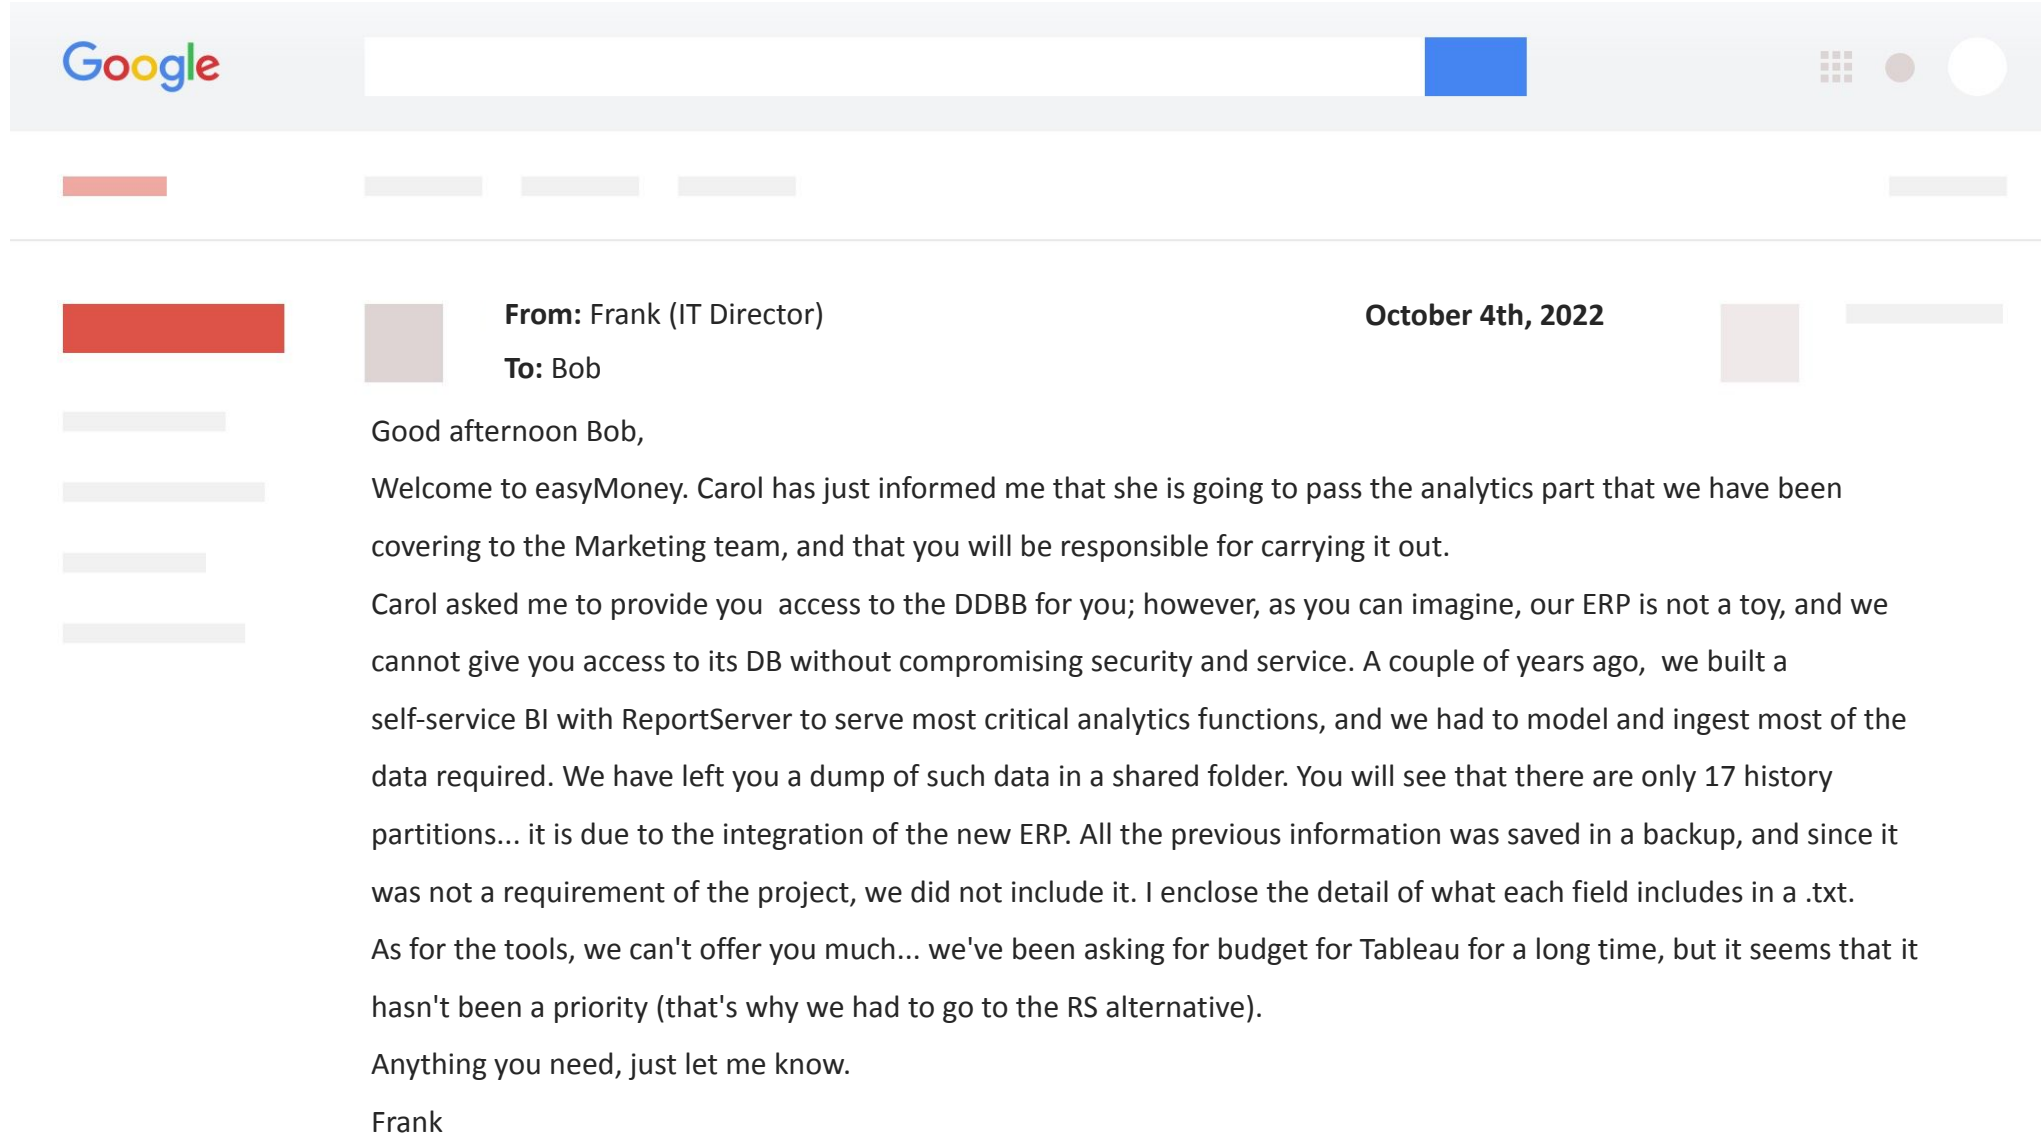 Google
From: Frank (IT Director)
October 4th, 2022
To: Bob
Good afternoon Bob,
Welcome to easyMoney. Carol has just informed me that she is going to pass the analytics part that we have been
covering to the Marketing team, and that you will be responsible for carrying it out.
Carol asked me to provide you  access to the DDBB for you; however, as you can imagine, our ERP is not a toy, and we
cannot give you access to its DB without compromising security and service. A couple of years ago,  we built a
self-service BI with ReportServer to serve most critical analytics functions, and we had to model and ingest most of the
data required. We have left you a dump of such data in a shared folder. You will see that there are only 17 history
partitions... it is due to the integration of the new ERP. All the previous information was saved in a backup, and since it
was not a requirement of the project, we did not include it. I enclose the detail of what each field includes in a .txt.
As for the tools, we can't offer you much... we've been asking for budget for Tableau for a long time, but it seems that it
hasn't been a priority (that's why we had to go to the RS alternative).
Anything you need, just let me know.
Frank